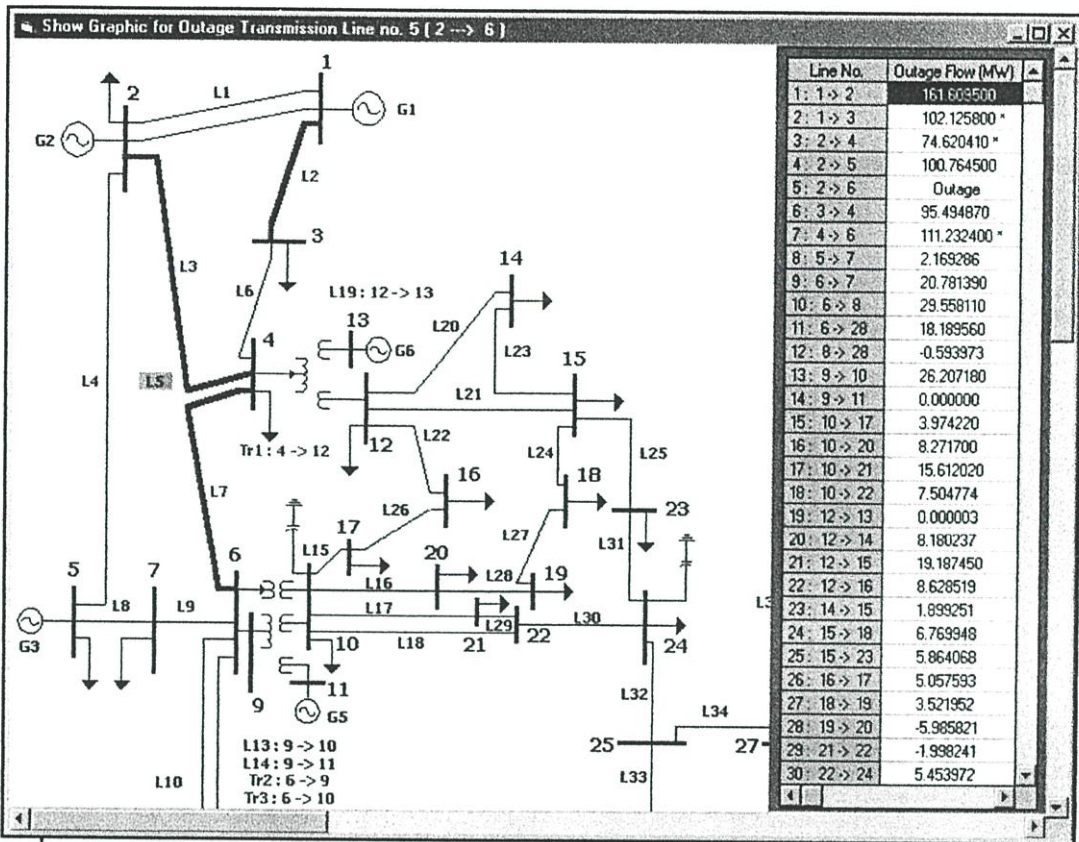 Show Graphic for Outage Transmission Line no. 5 ( 2 ---> 6 )
1
2
L1
G1
G2
L2
3
L3
L6
14
L19 : 12 -> 13
13
L20
4
G6
L23
15
L4
L5
L21
12
L22
L24
L25
Tr1 : 4 -> 12
16
18
L7
23
L26
17
L27
6
L15
20
L31
5
7
L16
L28
19
L8
L9
L17
L29
L30
G3
L18
21
22
10
24
9
11
G5
L32
L34
25
27
L13 : 9 -> 10
L14 : 9 -> 11
Tr2 : 6 -> 9
Tr3 : 6 -> 10
L10
L33
Line No. Outage Flow (MW)
1 : 1 -> 2 161.609500
2 : 1 -> 3 102.125800 *
3 : 2 -> 4 74.620410 *
4 : 2 -> 5 100.764500
5 : 2 -> 6 Outage
6 : 3 -> 4 95.494870
7 : 4 -> 6 111.232400 *
8 : 5 -> 7 2.169286
9 : 6 -> 7 20.781390
10 : 6 -> 8 29.558110
11 : 6 -> 28 18.189560
12 : 8 -> 28 -0.593973
13 : 9 -> 10 26.207180
14 : 9 -> 11 0.000000
15 : 10 -> 17 3.974220
16 : 10 -> 20 8.271700
17 : 10 -> 21 15.612020
18 : 10 -> 22 7.504774
19 : 12 -> 13 0.000003
20 : 12 -> 14 8.180237
21 : 12 -> 15 19.187450
22 : 12 -> 16 8.628519
23 : 14 -> 15 1.899251
24 : 15 -> 18 6.769948
25 : 15 -> 23 5.864068
26 : 16 -> 17 5.057593
27 : 18 -> 19 3.521952
28 : 19 -> 20 -5.985821
29 : 21 -> 22 -1.998241
30 : 22 -> 24 5.453972